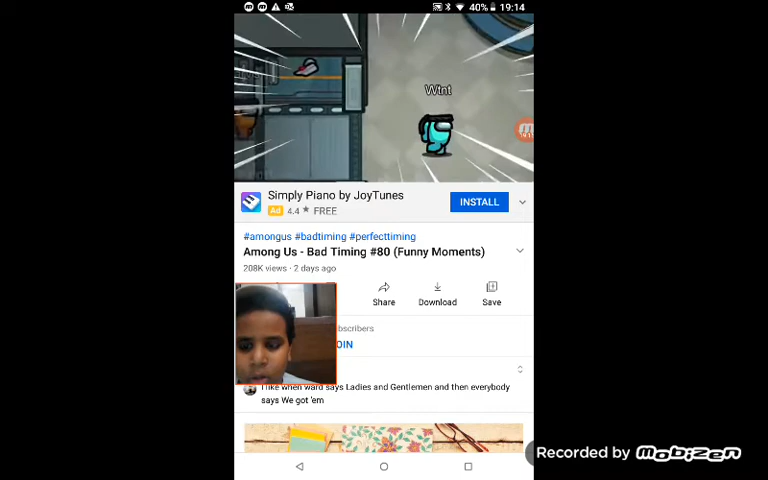 40% 19:14
Wtnt
Simply Piano by JoyTunes
INSTALL
Ad 4.4 ★ FREE
#amongus #badtiming #perfecttiming
Among Us - Bad Timing #80 (Funny Moments)
208K views · 2 days ago
Share
Download
Save
bscribers
OIN
I like when ward says Ladies and Gentlemen and then everybody
says We got 'em
Recorded by Mobizen